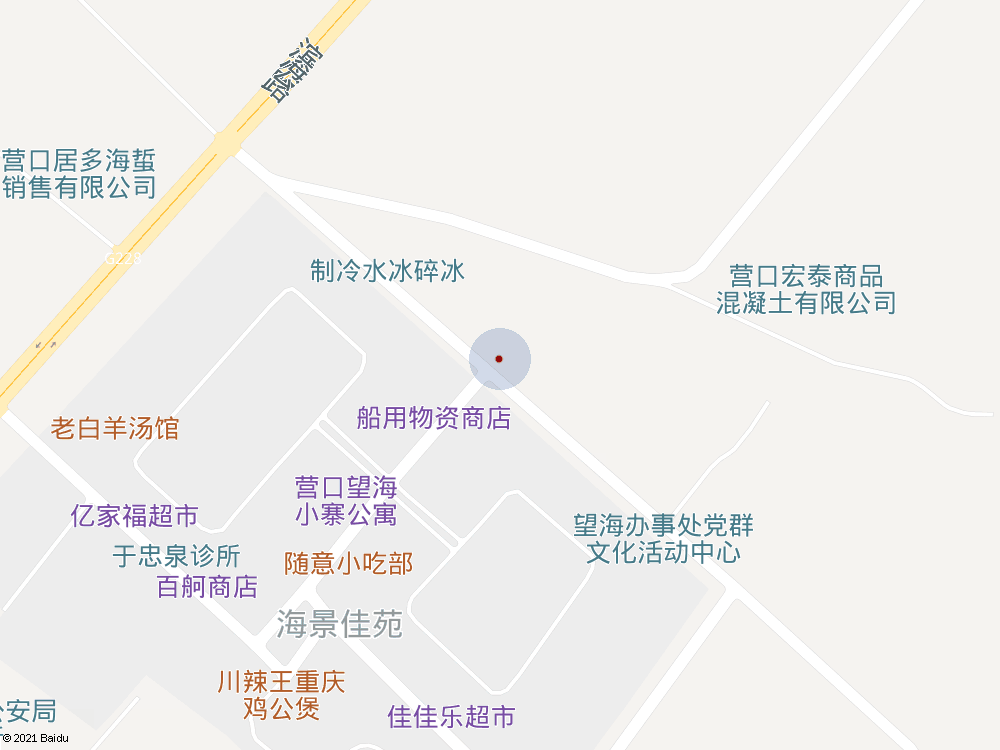 滨海路
营口居多海蜇
销售有限公司
G228
制冷水冰碎冰
营口宏泰商品
混凝土有限公司
船用物资商店
老白羊汤馆
营口望海
小寨公寓
亿家福超市
望海办事处党群
文化活动中心
于忠泉诊所
随意小吃部
百舸商店
海景佳苑
川辣王重庆
鸡公煲
公安局
佳佳乐超市
© 2021 Baidu